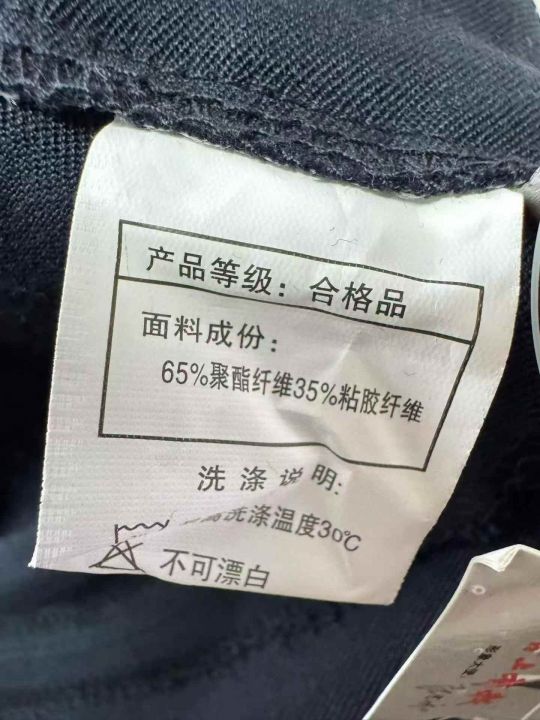 产品等级：合格品
面料成份：
65%聚酯纤维35%粘胶纤维
洗涤说明:
高洗涤温度30℃
不可漂白